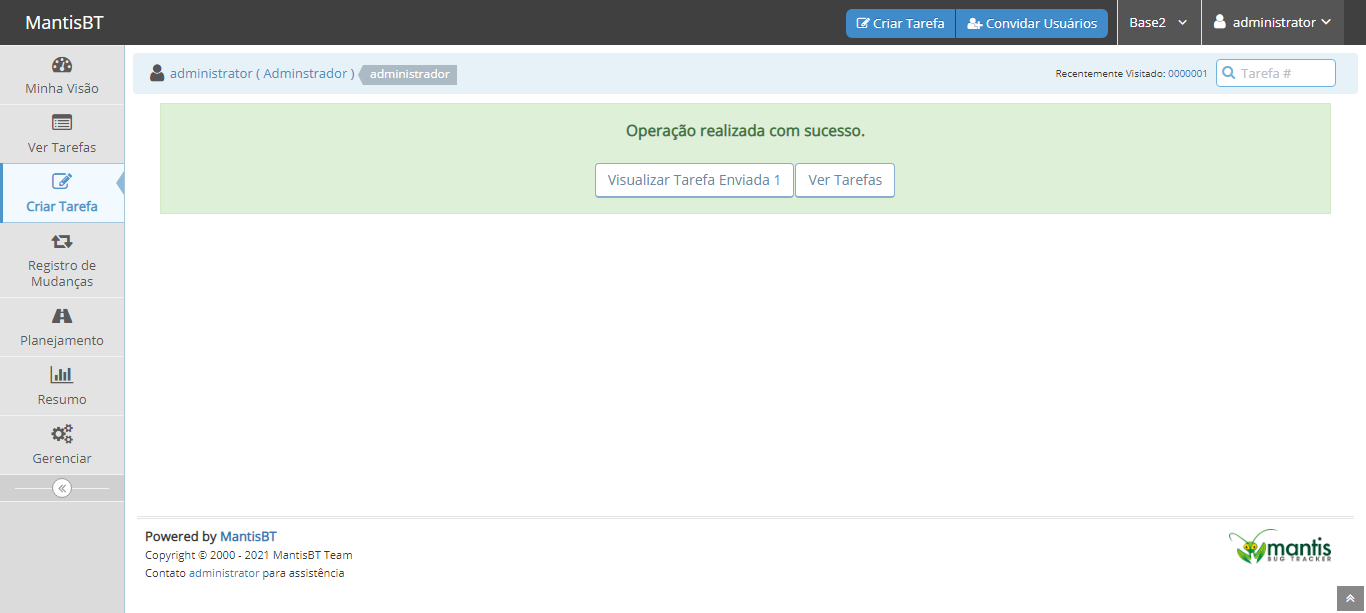 MantisBT
Criar Tarefa
Convidar Usuários
Base2
administrator
Minha Visão
Ver Tarefas
Criar Tarefa
Registro de
Mudanças
Planejamento
Resumo
Gerenciar
administrator ( Adminstrador ) administrador
Recentemente Visitado: 0000001
Tarefa #
Operação realizada com sucesso.
Visualizar Tarefa Enviada 1
Ver Tarefas
Powered by MantisBT
Copyright © 2000 - 2021 MantisBT Team
Contato administrator para assistência
mantis
BUG TRACKER